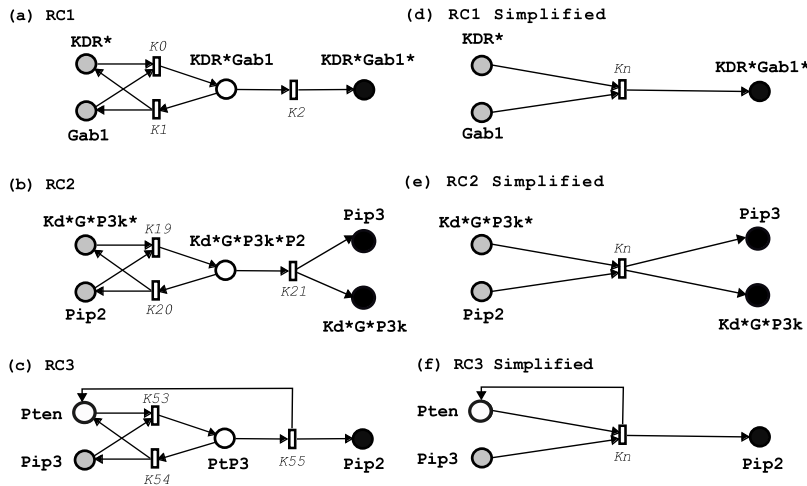 (a) RC1
KDR*
K0
KDR*Gab1
KDR*Gab1*
Gab1
K1
K2
(d) RC1 Simplified
KDR*
Kn
KDR*Gab1*
Gab1
(b) RC2
Kd*G*P3k*
K19
Kd*G*P3k*P2
Pip3
Pip2
K20
K21
Kd*G*P3k
(e) RC2 Simplified
Kd*G*P3k*
Kn
Pip3
Pip2
Kd*G*P3k
(c) RC3
Pten
K53
Pip3
K54
PtP3
K55
Pip2
(f) RC3 Simplified
Pten
Pip3
Kn
Pip2